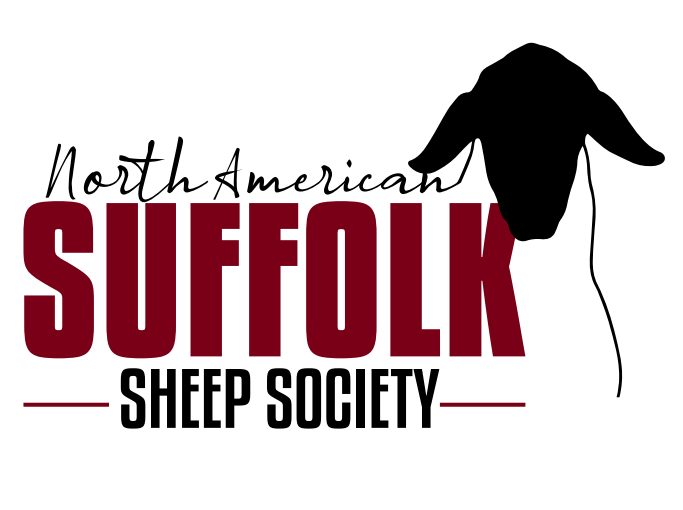 North American
SUFFOLK
SHEEP SOCIETY